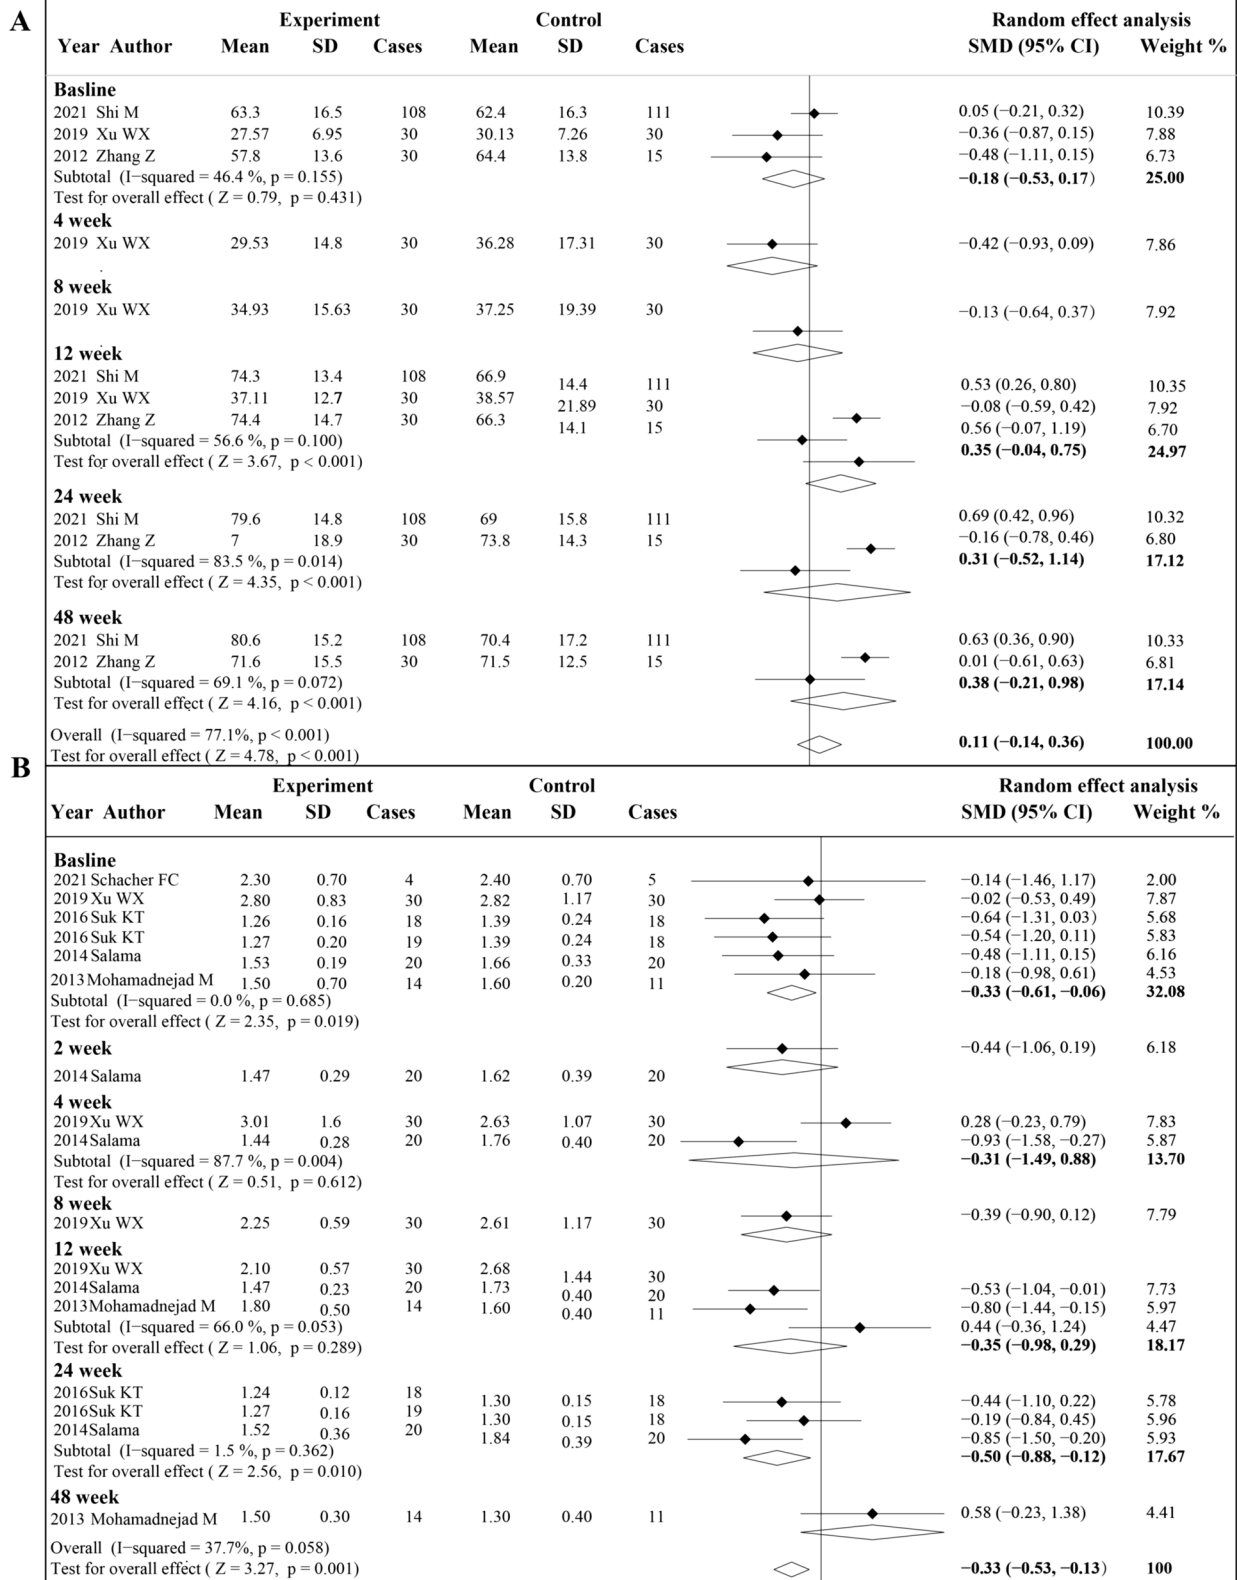 A
Experiment Control Random effect analysis
Year Author Mean SD Cases Mean SD Cases SMD (95% CI) Weight %
Basline
2021 Shi M 63.3 16.5 108 62.4 16.3 111 0.05 (−0.21, 0.32) 10.39
2019 Xu WX 27.57 6.95 30 30.13 7.26 30 −0.36 (−0.87, 0.15) 7.88
2012 Zhang Z 57.8 13.6 30 64.4 13.8 15 −0.48 (−1.11, 0.15) 6.73
Subtotal (I−squared = 46.4 %, p = 0.155) −0.18 (−0.53, 0.17) 25.00
Test for overall effect ( Z = 0.79, p = 0.431)
4 week
2019 Xu WX 29.53 14.8 30 36.28 17.31 30 −0.42 (−0.93, 0.09) 7.86
8 week
2019 Xu WX 34.93 15.63 30 37.25 19.39 30 −0.13 (−0.64, 0.37) 7.92
12 week
2021 Shi M 74.3 13.4 108 66.9 14.4 111 0.53 (0.26, 0.80) 10.35
2019 Xu WX 37.11 12.7 30 38.57 21.89 30 −0.08 (−0.59, 0.42) 7.92
2012 Zhang Z 74.4 14.7 30 66.3 14.1 15 0.56 (−0.07, 1.19) 6.70
Subtotal (I−squared = 56.6 %, p = 0.100) 0.35 (−0.04, 0.75) 24.97
Test for overall effect ( Z = 3.67, p < 0.001)
24 week
2021 Shi M 79.6 14.8 108 69 15.8 111 0.69 (0.42, 0.96) 10.32
2012 Zhang Z 7 18.9 30 73.8 14.3 15 −0.16 (−0.78, 0.46) 6.80
Subtotal (I−squared = 83.5 %, p = 0.014) 0.31 (−0.52, 1.14) 17.12
Test for overall effect ( Z = 4.35, p < 0.001)
48 week
2021 Shi M 80.6 15.2 108 70.4 17.2 111 0.63 (0.36, 0.90) 10.33
2012 Zhang Z 71.6 15.5 30 71.5 12.5 15 0.01 (−0.61, 0.63) 6.81
Subtotal (I−squared = 69.1 %, p = 0.072) 0.38 (−0.21, 0.98) 17.14
Test for overall effect ( Z = 4.16, p < 0.001)
Overall (I−squared = 77.1%, p < 0.001) 0.11 (−0.14, 0.36) 100.00
Test for overall effect ( Z = 4.78, p < 0.001)
B
Experiment Control Random effect analysis
Year Author Mean SD Cases Mean SD Cases SMD (95% CI) Weight %
Basline
2021 Schacher FC 2.30 0.70 4 2.40 0.70 5 −0.14 (−1.46, 1.17) 2.00
2019 Xu WX 2.80 0.83 30 2.82 1.17 30 −0.02 (−0.53, 0.49) 7.87
2016 Suk KT 1.26 0.16 18 1.39 0.24 18 −0.64 (−1.31, 0.03) 5.68
2016 Suk KT 1.27 0.20 19 1.39 0.24 18 −0.54 (−1.20, 0.11) 5.83
2014 Salama 1.53 0.19 20 1.66 0.33 20 −0.48 (−1.11, 0.15) 6.16
2013 Mohamadnejad M 1.50 0.70 14 1.60 0.20 11 −0.18 (−0.98, 0.61) 4.53
Subtotal (I−squared = 0.0 %, p = 0.685) −0.33 (−0.61, −0.06) 32.08
Test for overall effect ( Z = 2.35, p = 0.019)
2 week −0.44 (−1.06, 0.19) 6.18
2014 Salama 1.47 0.29 20 1.62 0.39 20
4 week
2019 Xu WX 3.01 1.6 30 2.63 1.07 30 0.28 (−0.23, 0.79) 7.83
2014 Salama 1.44 0.28 20 1.76 0.40 20 −0.93 (−1.58, −0.27) 5.87
Subtotal (I−squared = 87.7 %, p = 0.004) −0.31 (−1.49, 0.88) 13.70
Test for overall effect ( Z = 0.51, p = 0.612)
8 week
2019 Xu WX 2.25 0.59 30 2.61 1.17 30 −0.39 (−0.90, 0.12) 7.79
12 week
2019 Xu WX 2.10 0.57 30 2.68 1.44 30 −0.53 (−1.04, −0.01) 7.73
2014 Salama 1.47 0.23 20 1.73 0.40 20 −0.80 (−1.44, −0.15) 5.97
2013 Mohamadnejad M 1.80 0.50 14 1.60 0.40 11 0.44 (−0.36, 1.24) 4.47
Subtotal (I−squared = 66.0 %, p = 0.053) −0.35 (−0.98, 0.29) 18.17
Test for overall effect ( Z = 1.06, p = 0.289)
24 week
2016 Suk KT 1.24 0.12 18 1.30 0.15 18 −0.44 (−1.10, 0.22) 5.78
2016 Suk KT 1.27 0.16 19 1.30 0.15 18 −0.19 (−0.84, 0.45) 5.96
2014 Salama 1.52 0.36 20 1.84 0.39 20 −0.85 (−1.50, −0.20) 5.93
Subtotal (I−squared = 1.5 %, p = 0.362) −0.50 (−0.88, −0.12) 17.67
Test for overall effect ( Z = 2.56, p = 0.010)
48 week
2013 Mohamadnejad M 1.50 0.30 14 1.30 0.40 11 0.58 (−0.23, 1.38) 4.41
Overall (I−squared = 37.7%, p = 0.058)
Test for overall effect ( Z = 3.27, p = 0.001) −0.33 (−0.53, −0.13) 100